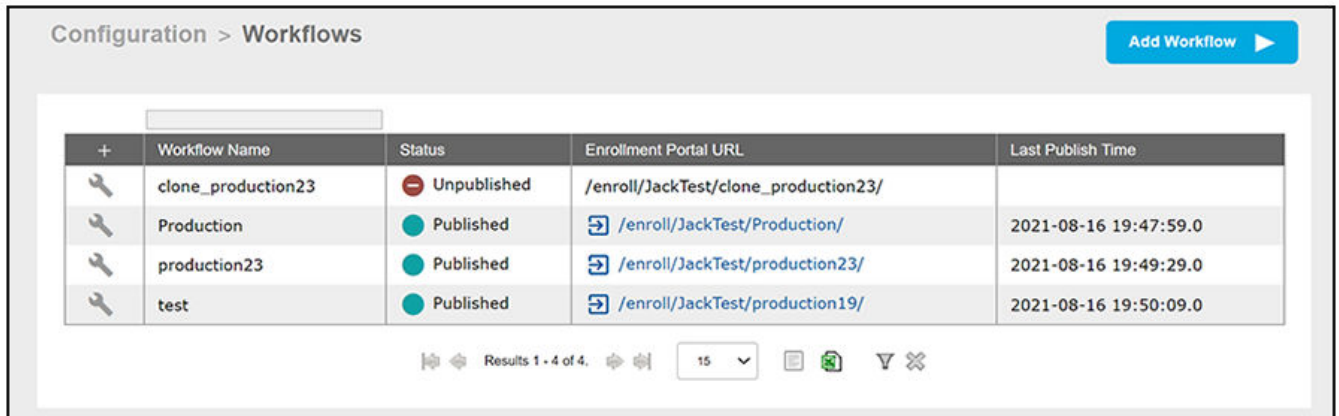 Configuration > Workflows
Add Workflow
+ Workflow Name Status Enrollment Portal URL Last Publish Time
clone_production23 Unpublished /enroll/JackTest/clone_production23/
Production Published /enroll/JackTest/Production/ 2021-08-16 19:47:59.0
production23 Published /enroll/JackTest/production23/ 2021-08-16 19:49:29.0
test Published /enroll/JackTest/production19/ 2021-08-16 19:50:09.0
Results 1 - 4 of 4. 15